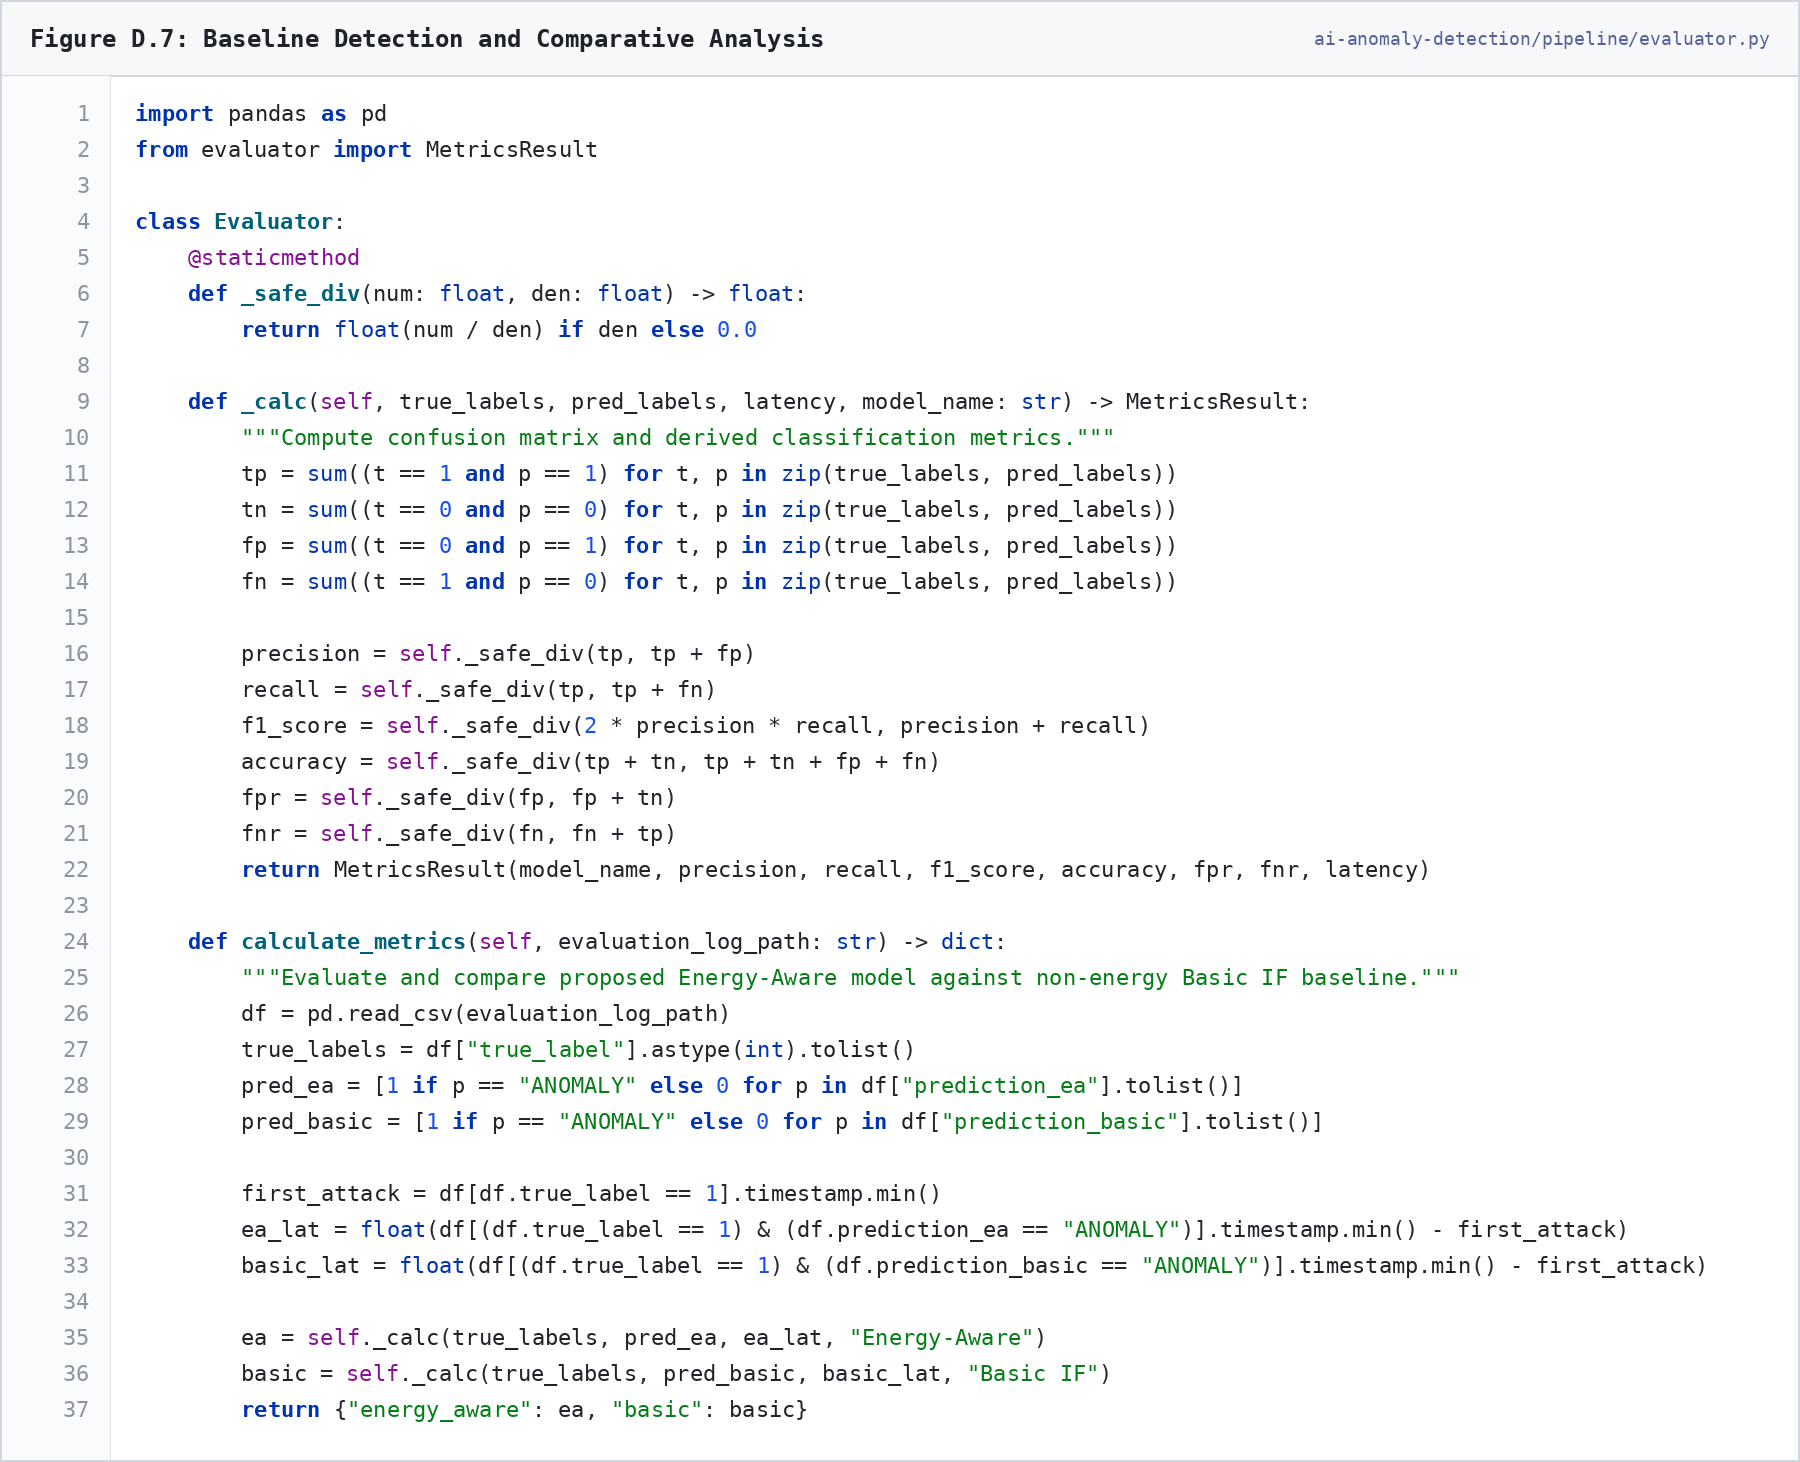 Figure D.7: Baseline Detection and Comparative Analysis
ai-anomaly-detection/pipeline/evaluator.py
1 import pandas as pd
2 from evaluator import MetricsResult
3
4 class Evaluator:
5     @staticmethod
6     def _safe_div(num: float, den: float) -> float:
7         return float(num / den) if den else 0.0
8
9     def _calc(self, true_labels, pred_labels, latency, model_name: str) -> MetricsResult:
10         """Compute confusion matrix and derived classification metrics."""
11         tp = sum((t == 1 and p == 1) for t, p in zip(true_labels, pred_labels))
12         tn = sum((t == 0 and p == 0) for t, p in zip(true_labels, pred_labels))
13         fp = sum((t == 0 and p == 1) for t, p in zip(true_labels, pred_labels))
14         fn = sum((t == 1 and p == 0) for t, p in zip(true_labels, pred_labels))
15
16         precision = self._safe_div(tp, tp + fp)
17         recall = self._safe_div(tp, tp + fn)
18         f1_score = self._safe_div(2 * precision * recall, precision + recall)
19         accuracy = self._safe_div(tp + tn, tp + tn + fp + fn)
20         fpr = self._safe_div(fp, fp + tn)
21         fnr = self._safe_div(fn, fn + tp)
22         return MetricsResult(model_name, precision, recall, f1_score, accuracy, fpr, fnr, latency)
23
24     def calculate_metrics(self, evaluation_log_path: str) -> dict:
25         """Evaluate and compare proposed Energy-Aware model against non-energy Basic IF baseline."""
26         df = pd.read_csv(evaluation_log_path)
27         true_labels = df["true_label"].astype(int).tolist()
28         pred_ea = [1 if p == "ANOMALY" else 0 for p in df["prediction_ea"].tolist()]
29         pred_basic = [1 if p == "ANOMALY" else 0 for p in df["prediction_basic"].tolist()]
30
31         first_attack = df[df.true_label == 1].timestamp.min()
32         ea_lat = float(df[(df.true_label == 1) & (df.prediction_ea == "ANOMALY")].timestamp.min() - first_attack)
33         basic_lat = float(df[(df.true_label == 1) & (df.prediction_basic == "ANOMALY")].timestamp.min() - first_attack)
34
35         ea = self._calc(true_labels, pred_ea, ea_lat, "Energy-Aware")
36         basic = self._calc(true_labels, pred_basic, basic_lat, "Basic IF")
37         return {"energy_aware": ea, "basic": basic}